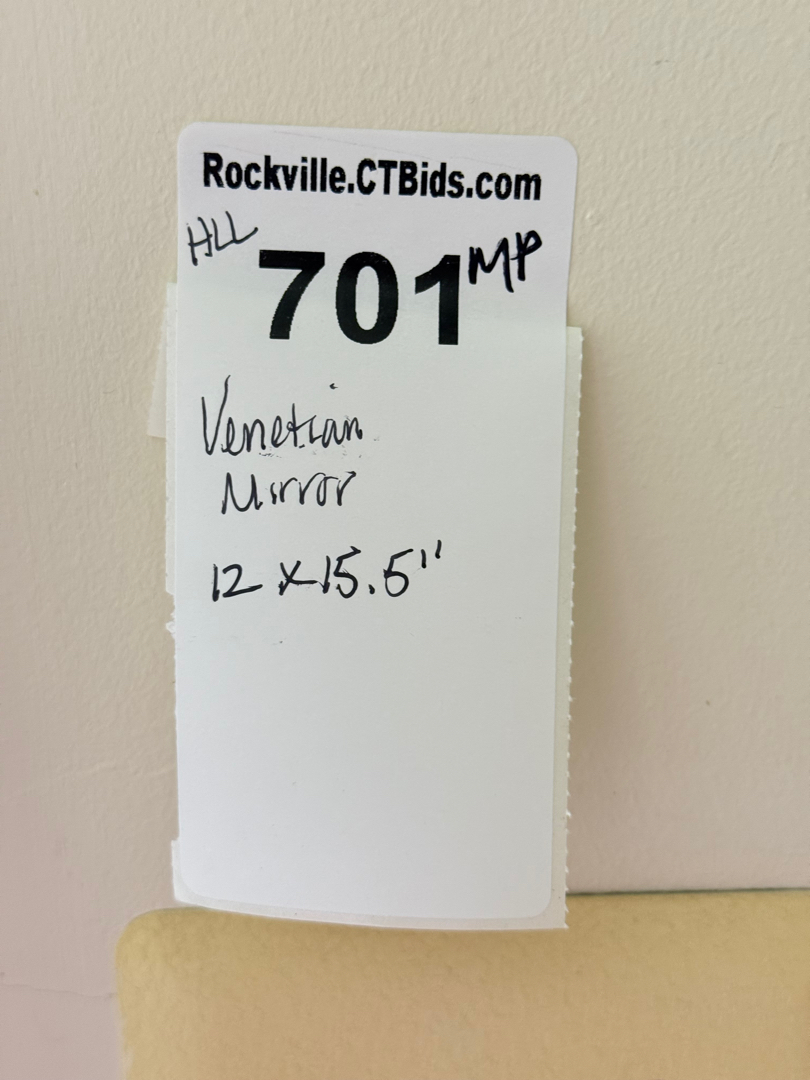 Rockville.CTBids.com
HLL 701 MP
Venetian
Mirror
12 x 15.5"